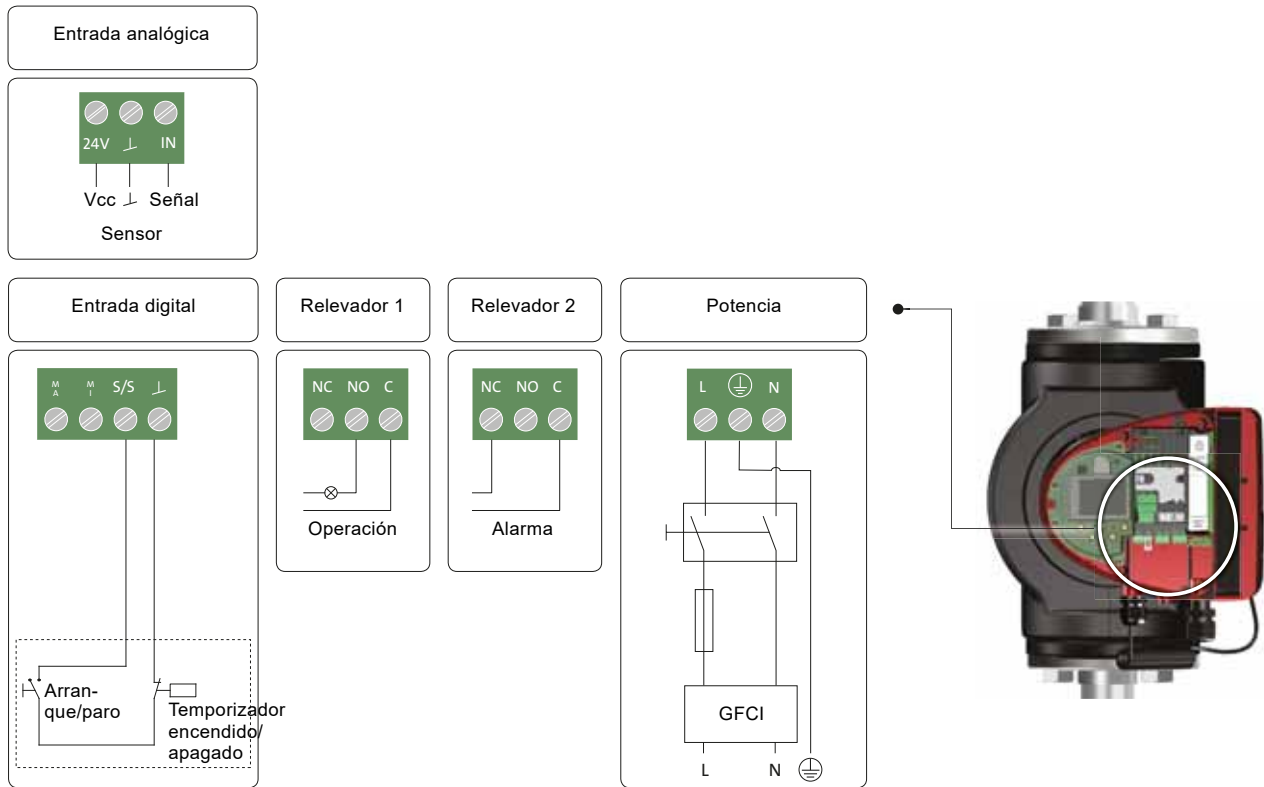 Entrada analógica
24V IN
Vcc Señal
Sensor
Entrada digital
M
A
M
I
S/S
Arran-
que/paro
Temporizador
encendido/
apagado
Relevador 1
NC NO C
Operación
Relevador 2
NC NO C
Alarma
Potencia
L N
GFCI
L N